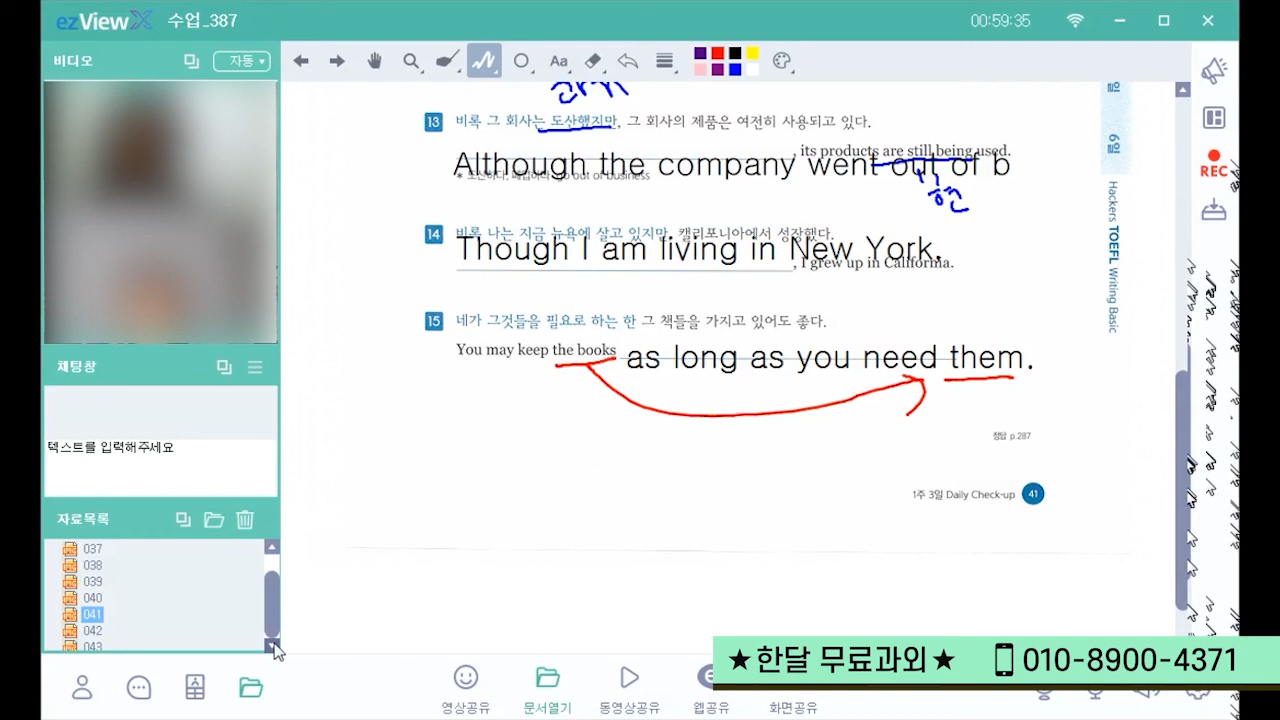 ezViewX 수업_387 00:59:35
비디오 자동
Aa
13 비록 그 회사는 도산했지만, 그 회사의 제품은 여전히 사용되고 있다.
, its products are still being used.
Although the company went out of b
go out of business
14 비록 나는 지금 뉴욕에 살고 있지만, 캘리포니아에서 성장했다.
Though I am living in New York,
, I grew up in California.
15 네가 그것들을 필요로 하는 한 그 책들을 가지고 있어도 좋다.
You may keep the books as long as you need them.
정답 p.287
1주 3일 Daily Check-up 41
6일
Hackers TOEFL Writing Basic
REC
채팅창
텍스트를 입력해주세요
자료목록
037
038
039
040
041
042
043
영상공유 문서열기 동영상공유 웹공유 화면공유
★한달 무료과외★ 010-8900-4371